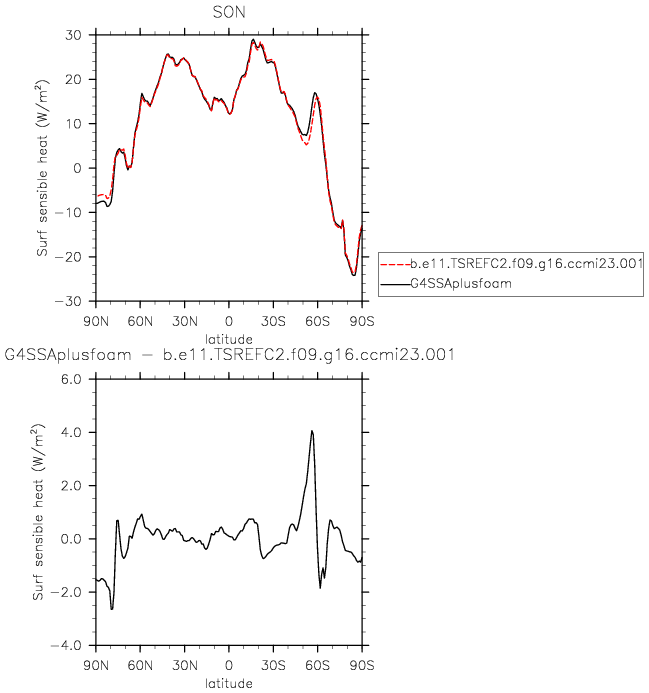 SON
30
20
10
0
−10
−20
−30
Surf sensible heat (W/m²)
90N 60N 30N 0 30S 60S 90S
latitude
b.e11.TSREFC2.f09.g16.ccmi23.001
G4SSAplusfoam
G4SSAplusfoam − b.e11.TSREFC2.f09.g16.ccmi23.001
6.0
4.0
2.0
0.0
−2.0
−4.0
Surf sensible heat (W/m²)
90N 60N 30N 0 30S 60S 90S
latitude